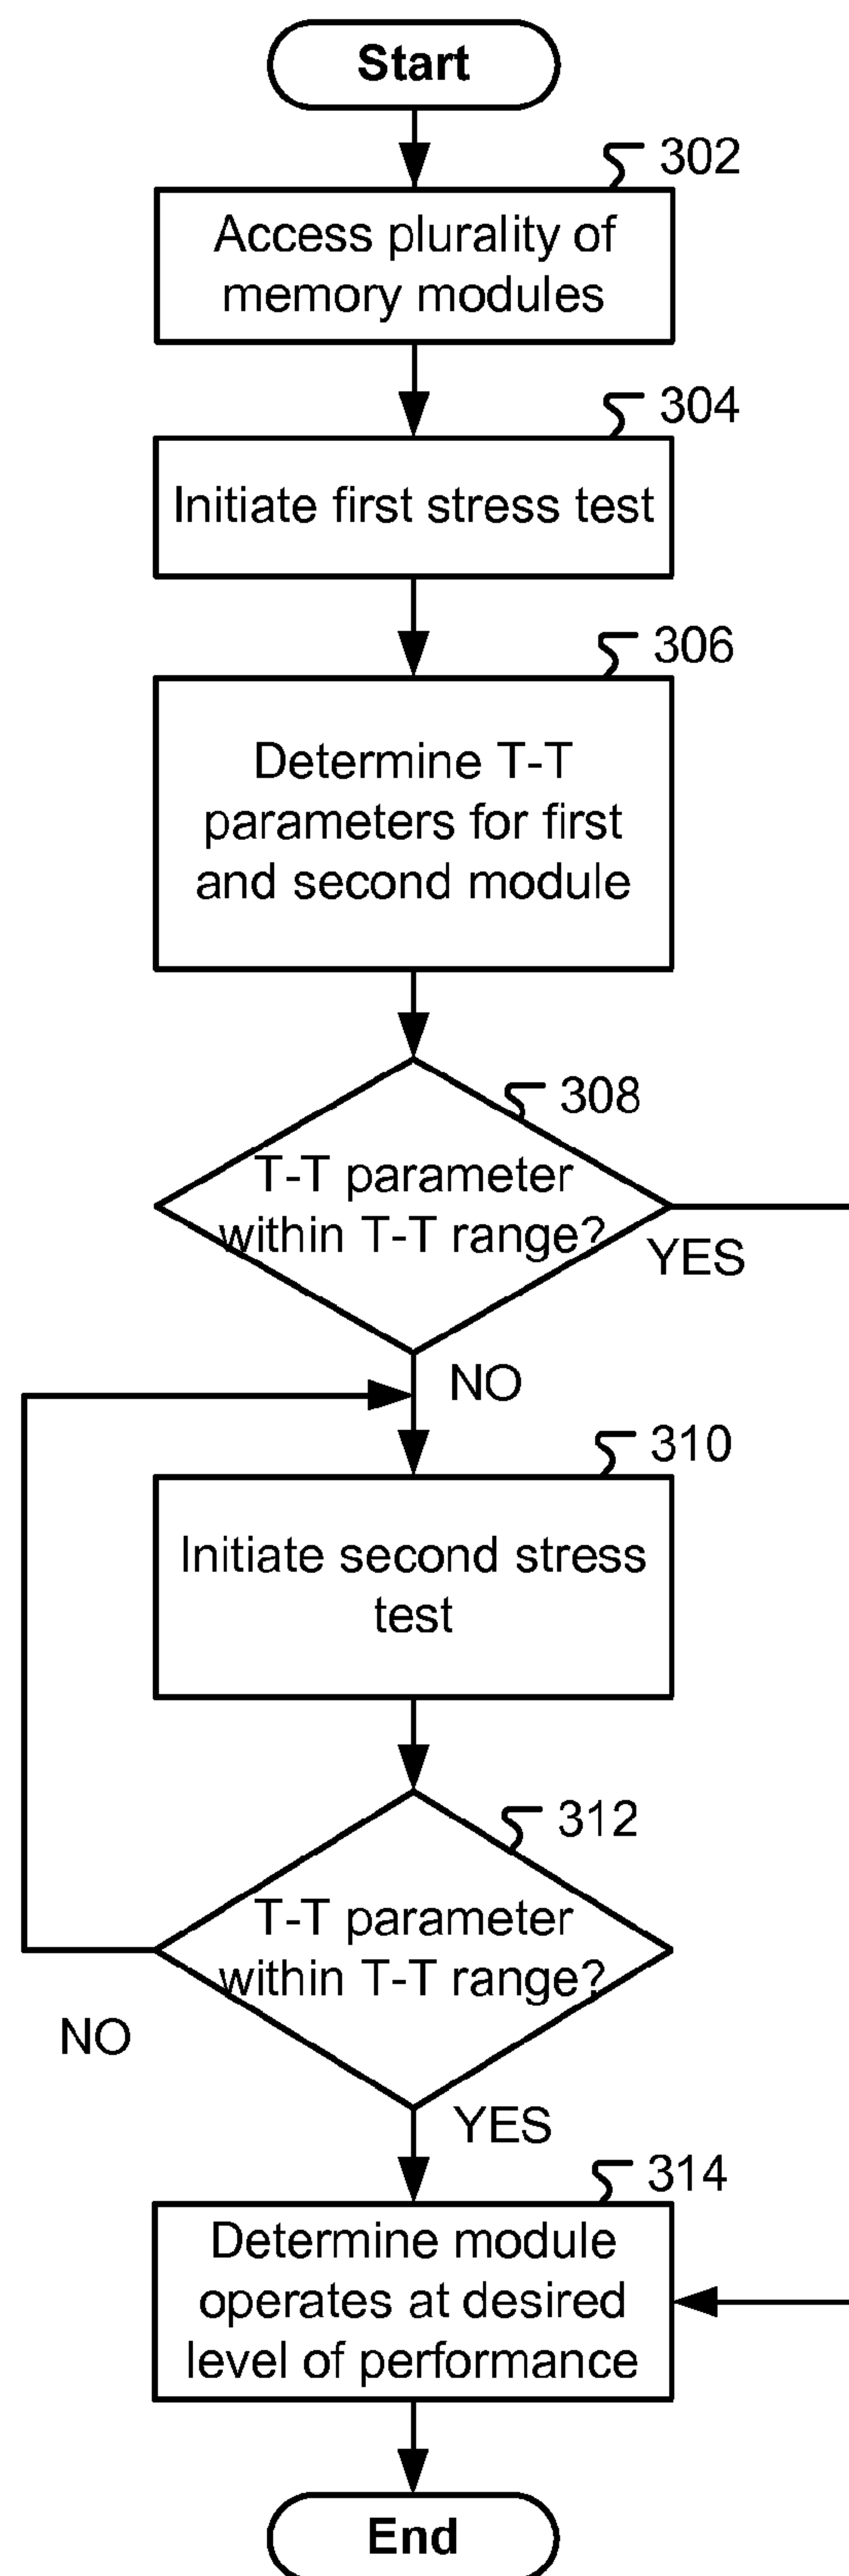 Start
302
Access plurality of
memory modules
304
Initiate first stress test
306
Determine T-T
parameters for first
and second module
308
T-T parameter
within T-T range?
YES
NO
310
Initiate second stress
test
312
T-T parameter
within T-T range?
NO
YES
314
Determine module
operates at desired
level of performance
End